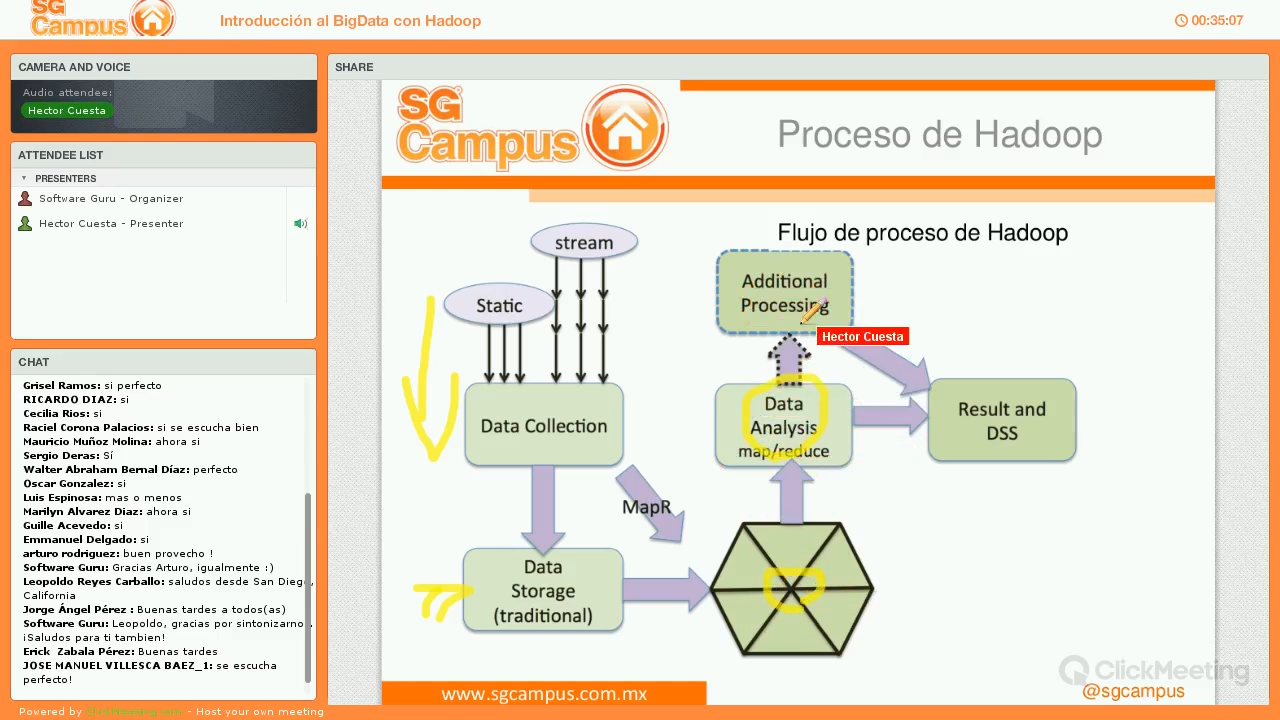 SG
Campus
Introducción al BigData con Hadoop
00:35:07
CAMERA AND VOICE
Audio attendee:
Hector Cuesta
ATTENDEE LIST
PRESENTERS
Software Guru - Organizer
Hector Cuesta - Presenter
CHAT
Grisel Ramos: si perfecto
RICARDO DIAZ: si
Cecilia Rios: si
Raciel Corona Palacios: si se escucha bien
Mauricio Muñoz Molina: ahora si
Sergio Deras: Sí
Walter Abraham Bernal Díaz: perfecto
Oscar Gonzalez: si
Luis Espinosa: mas o menos
Marilyn Alvarez Diaz: ahora si
Guille Acevedo: si
Emmanuel Delgado: si
arturo rodriguez: buen provecho !
Software Guru: Gracias Arturo, igualmente :)
Leopoldo Reyes Carballo: saludos desde San Diego,
California
Jorge Ángel Pérez : Buenas tardes a todos(as)
Software Guru: Leopoldo, gracias por sintonizarno
¡Saludos para ti tambien!
Erick Zabala Pérez: Buenas tardes
JOSE MANUEL VILLESCA BAEZ_1: se escucha
perfecto!
Powered by ClickMeeting.com - Host your own meeting
SHARE
SG
Campus
Proceso de Hadoop
Flujo de proceso de Hadoop
stream
Static
Data Collection
MapR
Data
Storage
(traditional)
Additional
Processing
Hector Cuesta
Data
Analysis
map/reduce
Result and
DSS
www.sgcampus.com.mx
ClickMeeting
@sgcampus